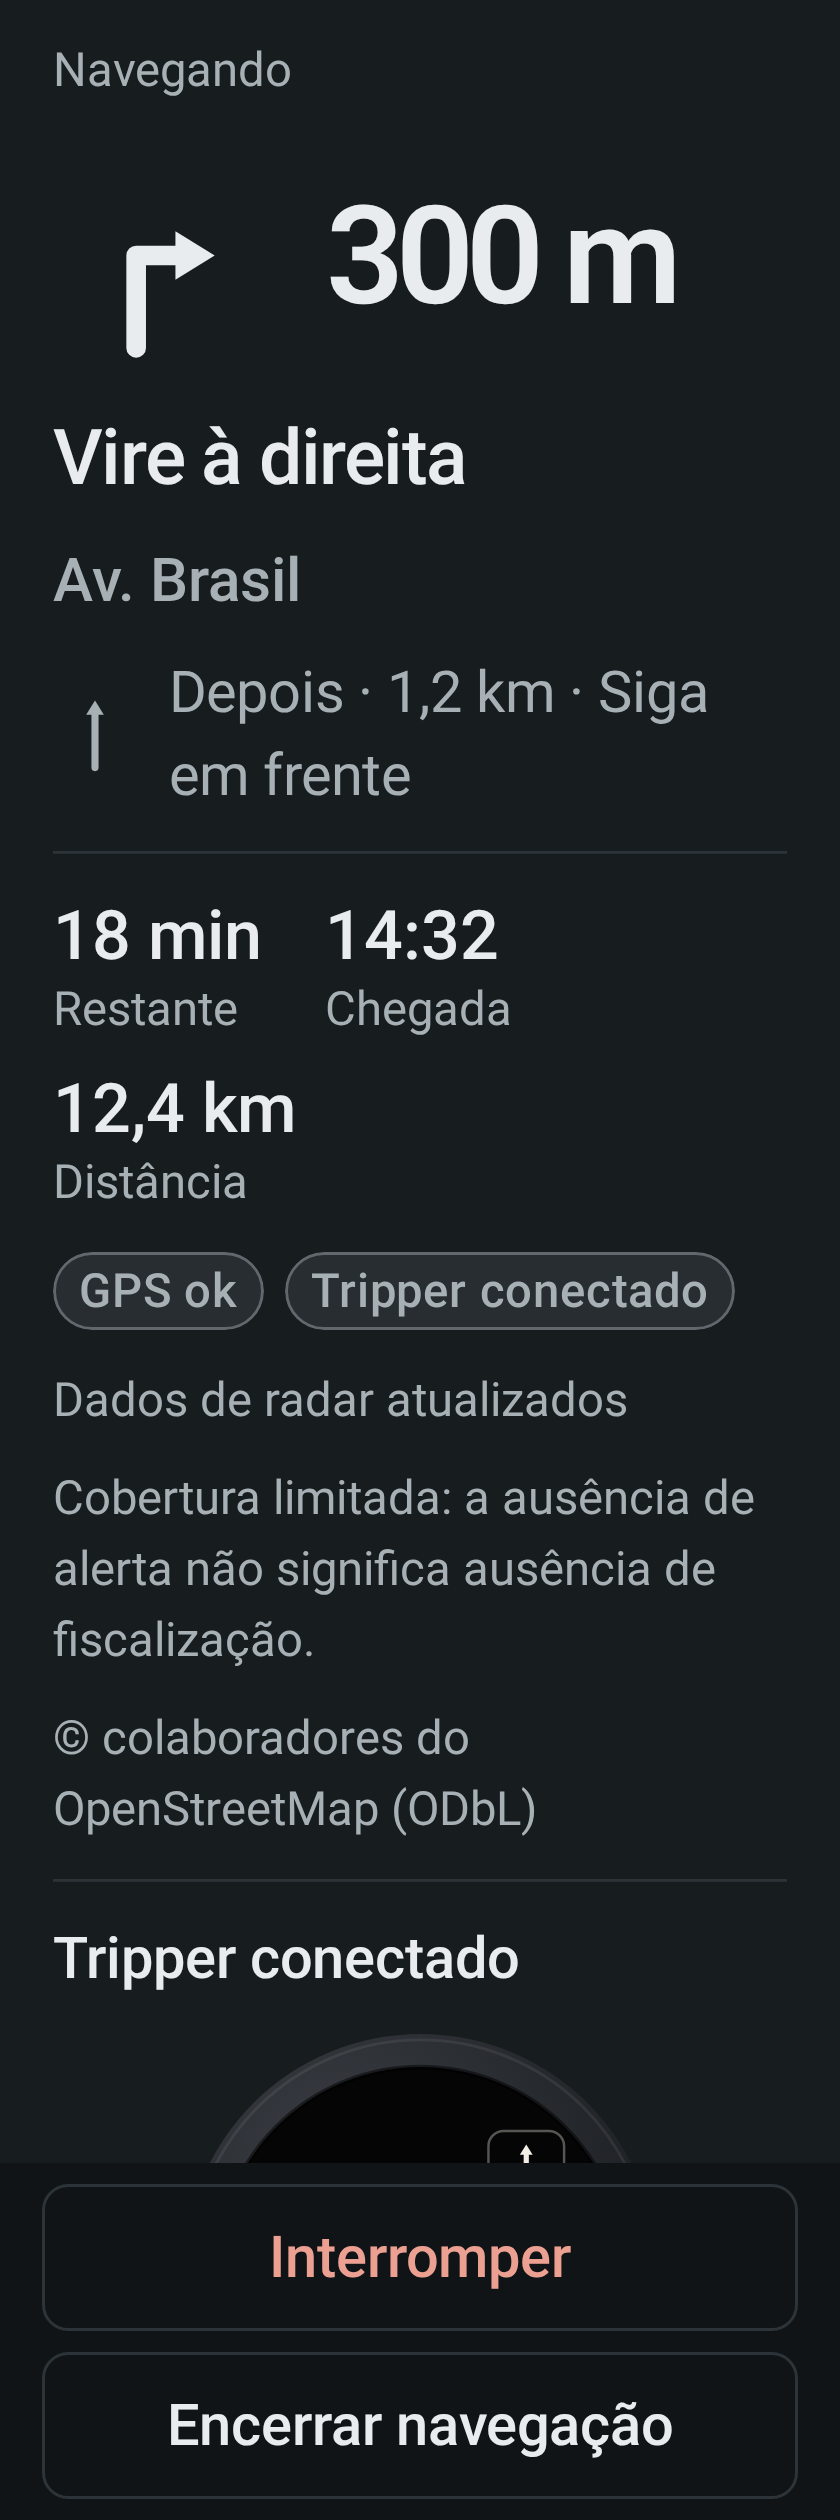 Navegando
300 m
Vire à direita
Av. Brasil
Depois · 1,2 km · Siga
em frente
18 min
14:32
Restante
Chegada
12,4 km
Distância
GPS ok
Tripper conectado
Dados de radar atualizados
Cobertura limitada: a ausência de
alerta não significa ausência de
fiscalização.
© colaboradores do
OpenStreetMap (ODbL)
Tripper conectado
Interromper
Encerrar navegação